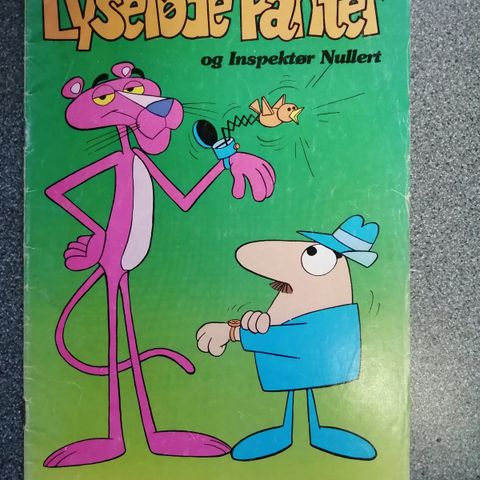 Lyserøde Panter
og Inspektør Nullert